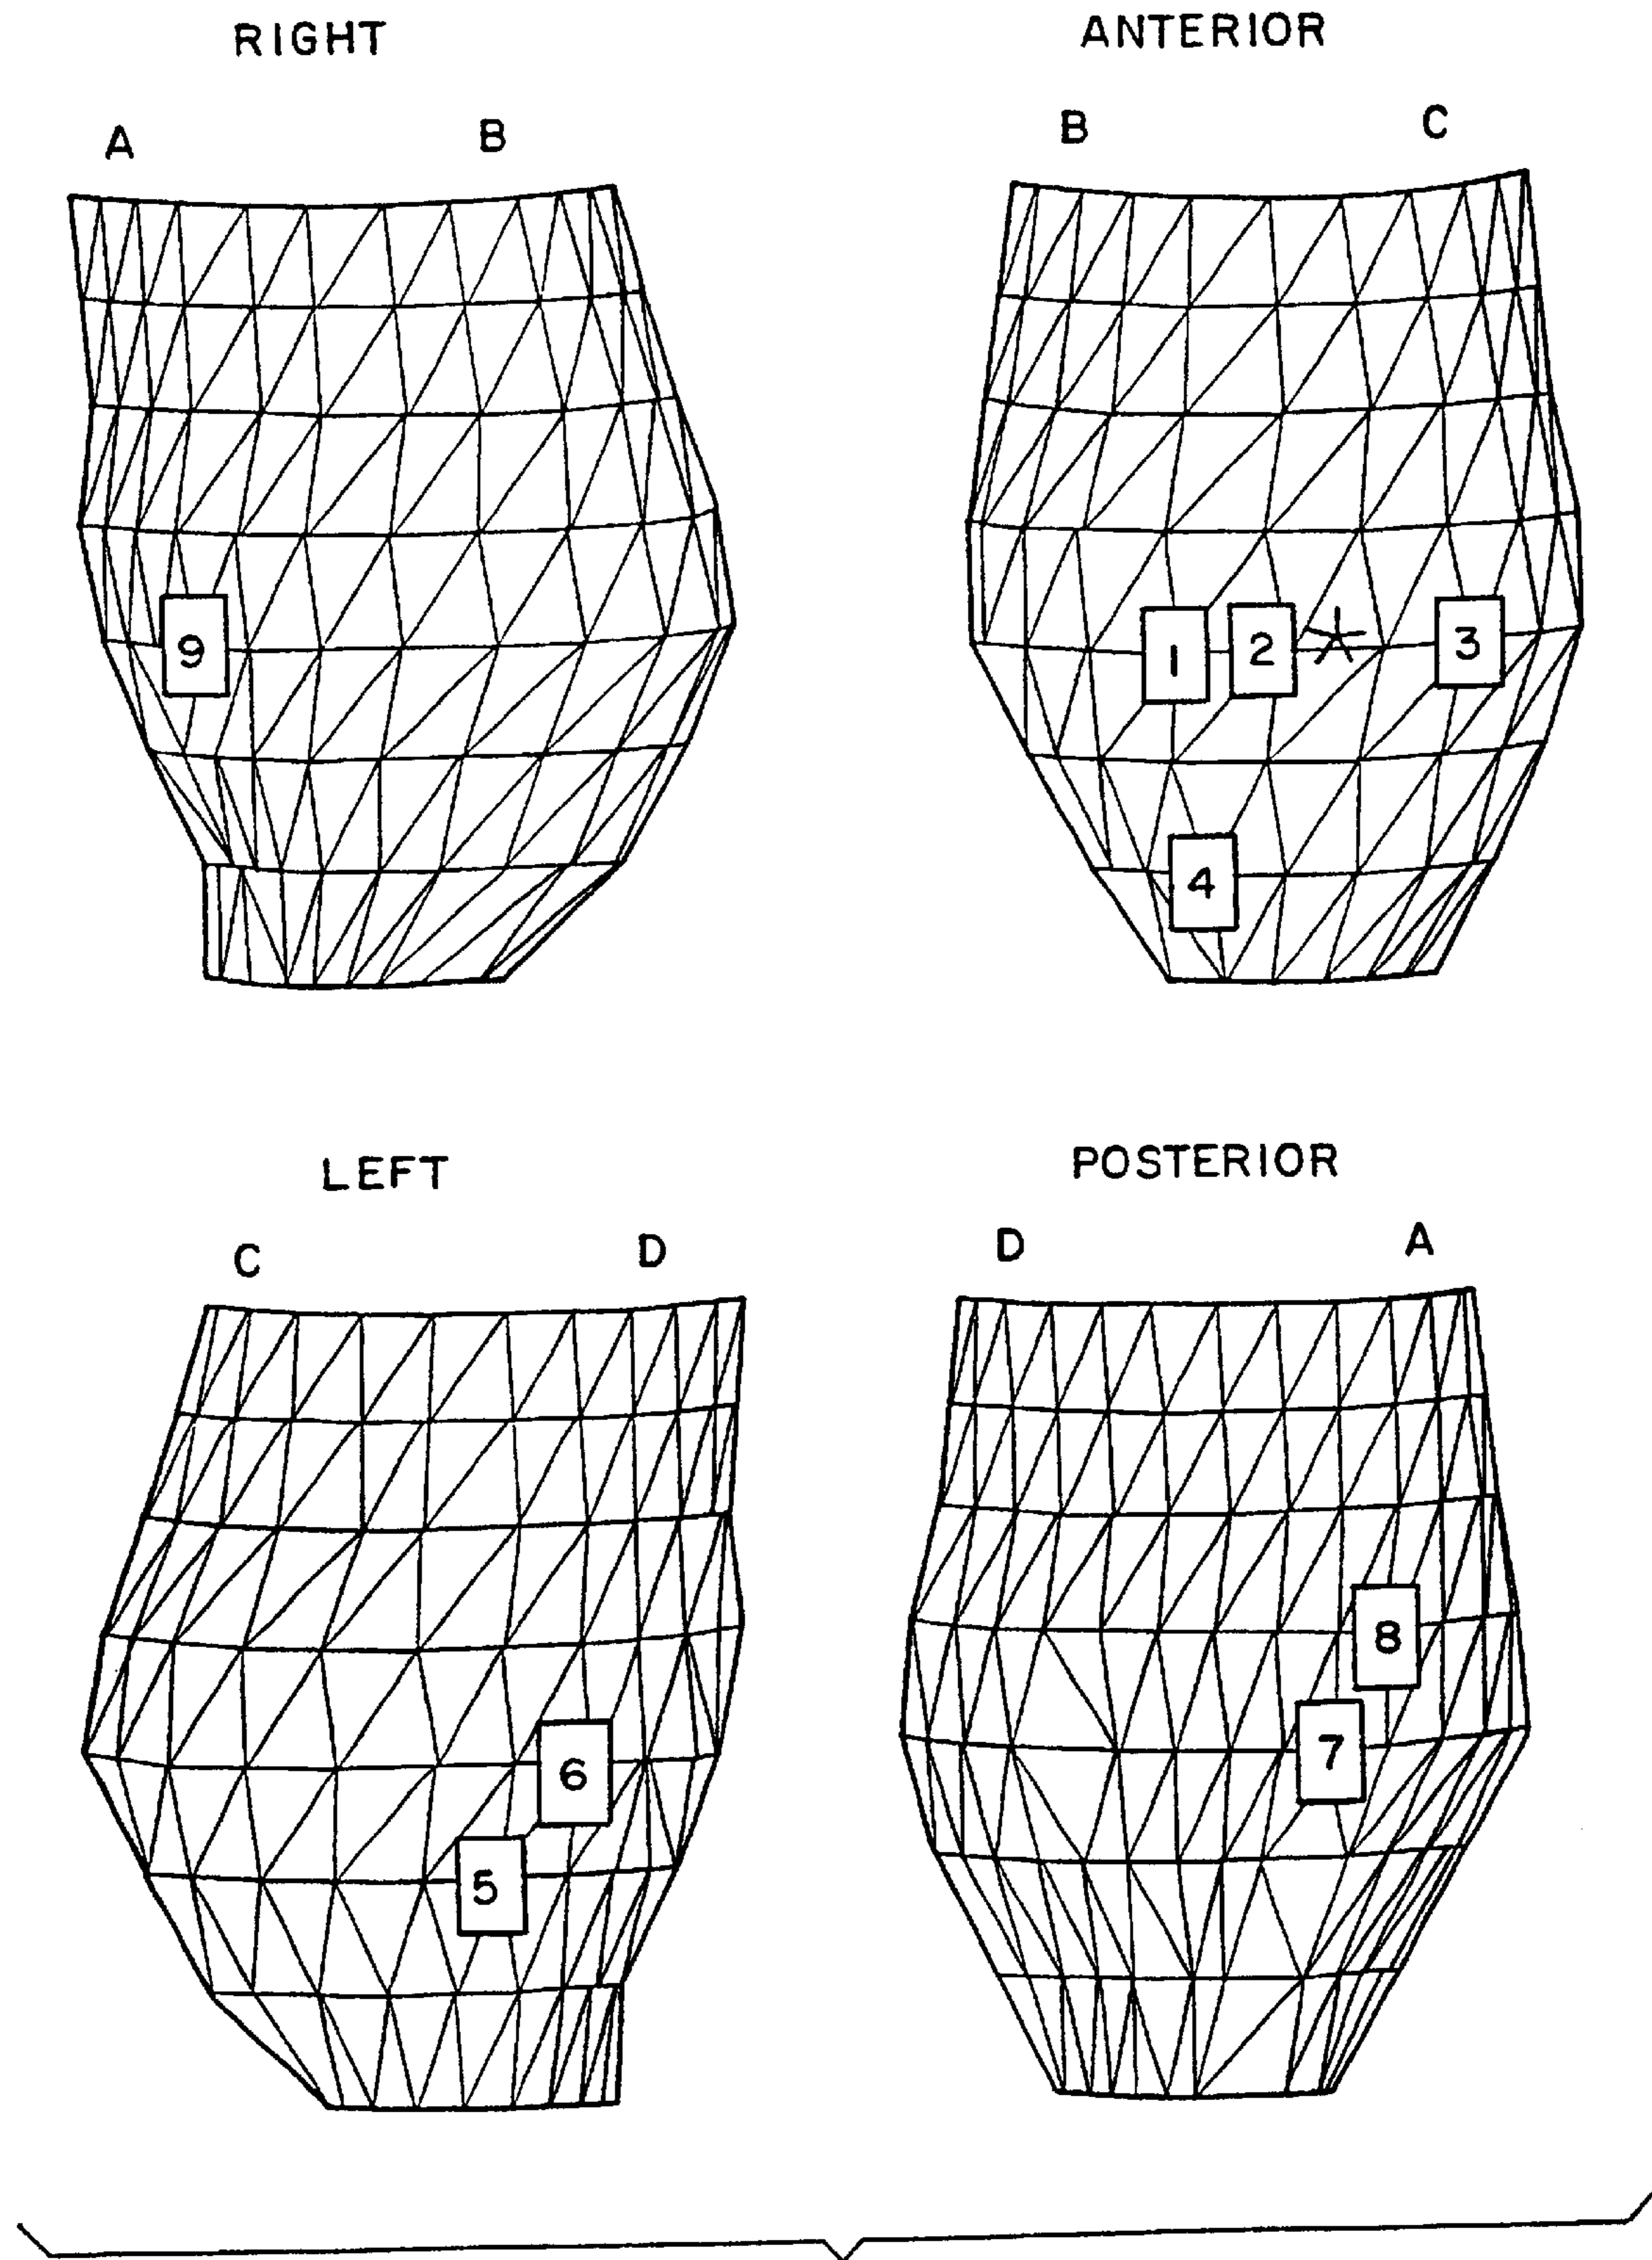 RIGHT
ANTERIOR
A B
B C
9
1 2 3
4
LEFT
POSTERIOR
C D
D A
8
6
7
5